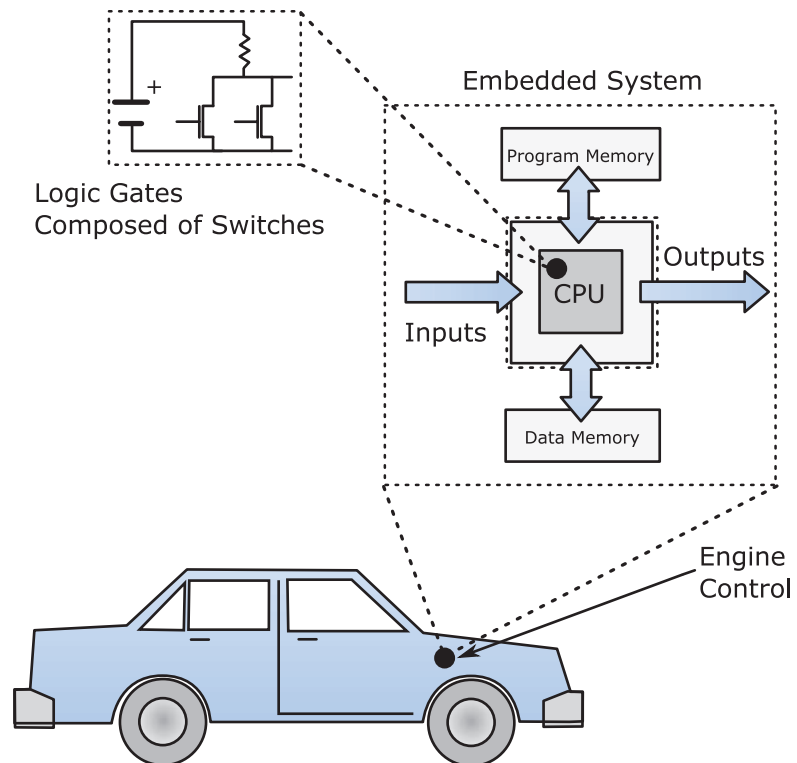 +
Embedded System
Program Memory
Logic Gates
Composed of Switches
Outputs
CPU
Inputs
Data Memory
Engine
Control